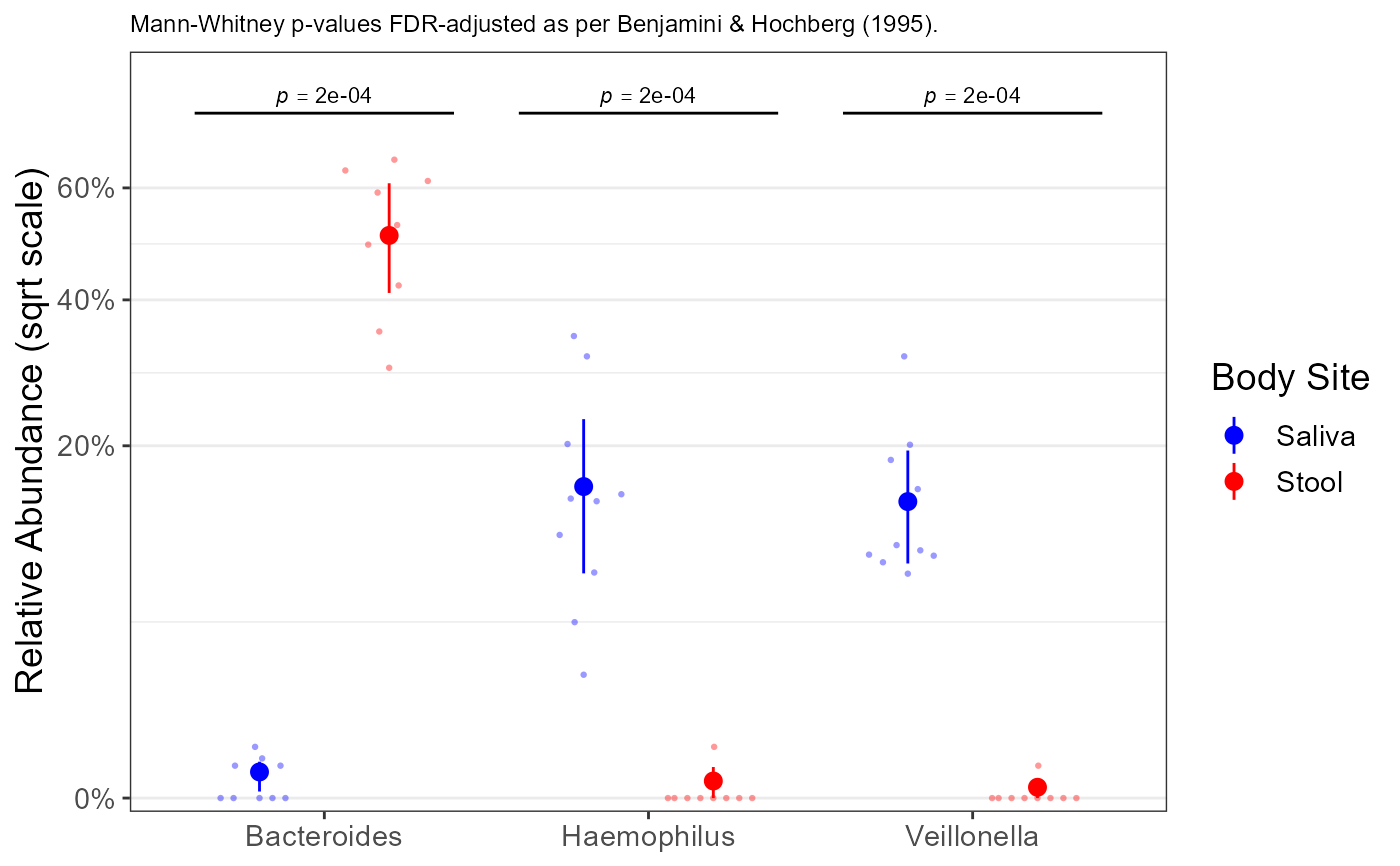 Mann-Whitney p-values FDR-adjusted as per Benjamini & Hochberg (1995).
p = 2e-04
p = 2e-04
p = 2e-04
Relative Abundance (sqrt scale)
60%
40%
20%
0%
Bacteroides
Haemophilus
Veillonella
Body Site
Saliva
Stool